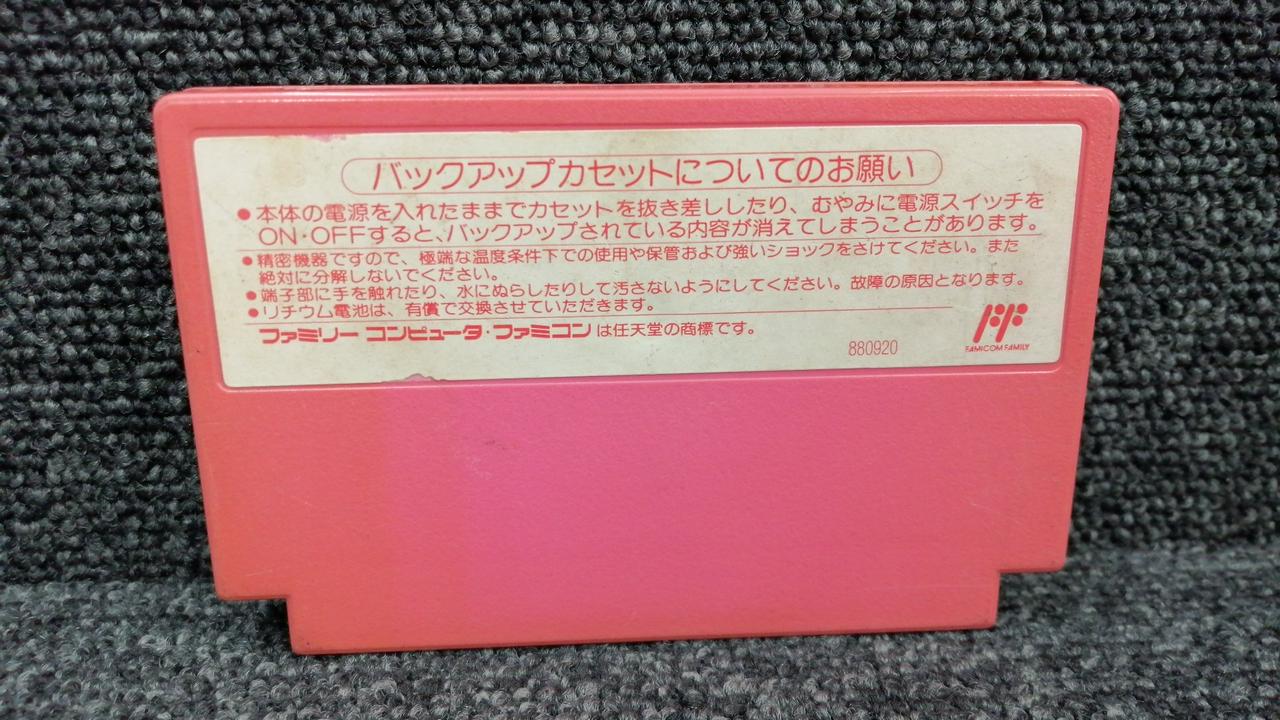 バックアップカセットについてのお願い
●本体の電源を入れたままでカセットを抜き差ししたり、むやみに電源スイッチを
ON・OFFすると、バックアップされている内容が消えてしまうことがあります。
●精密機器ですので、極端な温度条件下での使用や保管および強いショックをさけてください。また
絶対に分解しないでください。
●端子部に手を触れたり、水にぬらしたりして汚さないようにしてください。故障の原因となります。
●リチウム電池は、有償で交換させていただきます。
ファミリーコンピュータ・ファミコンは任天堂の商標です。
880920
FAMICOM FAMILY